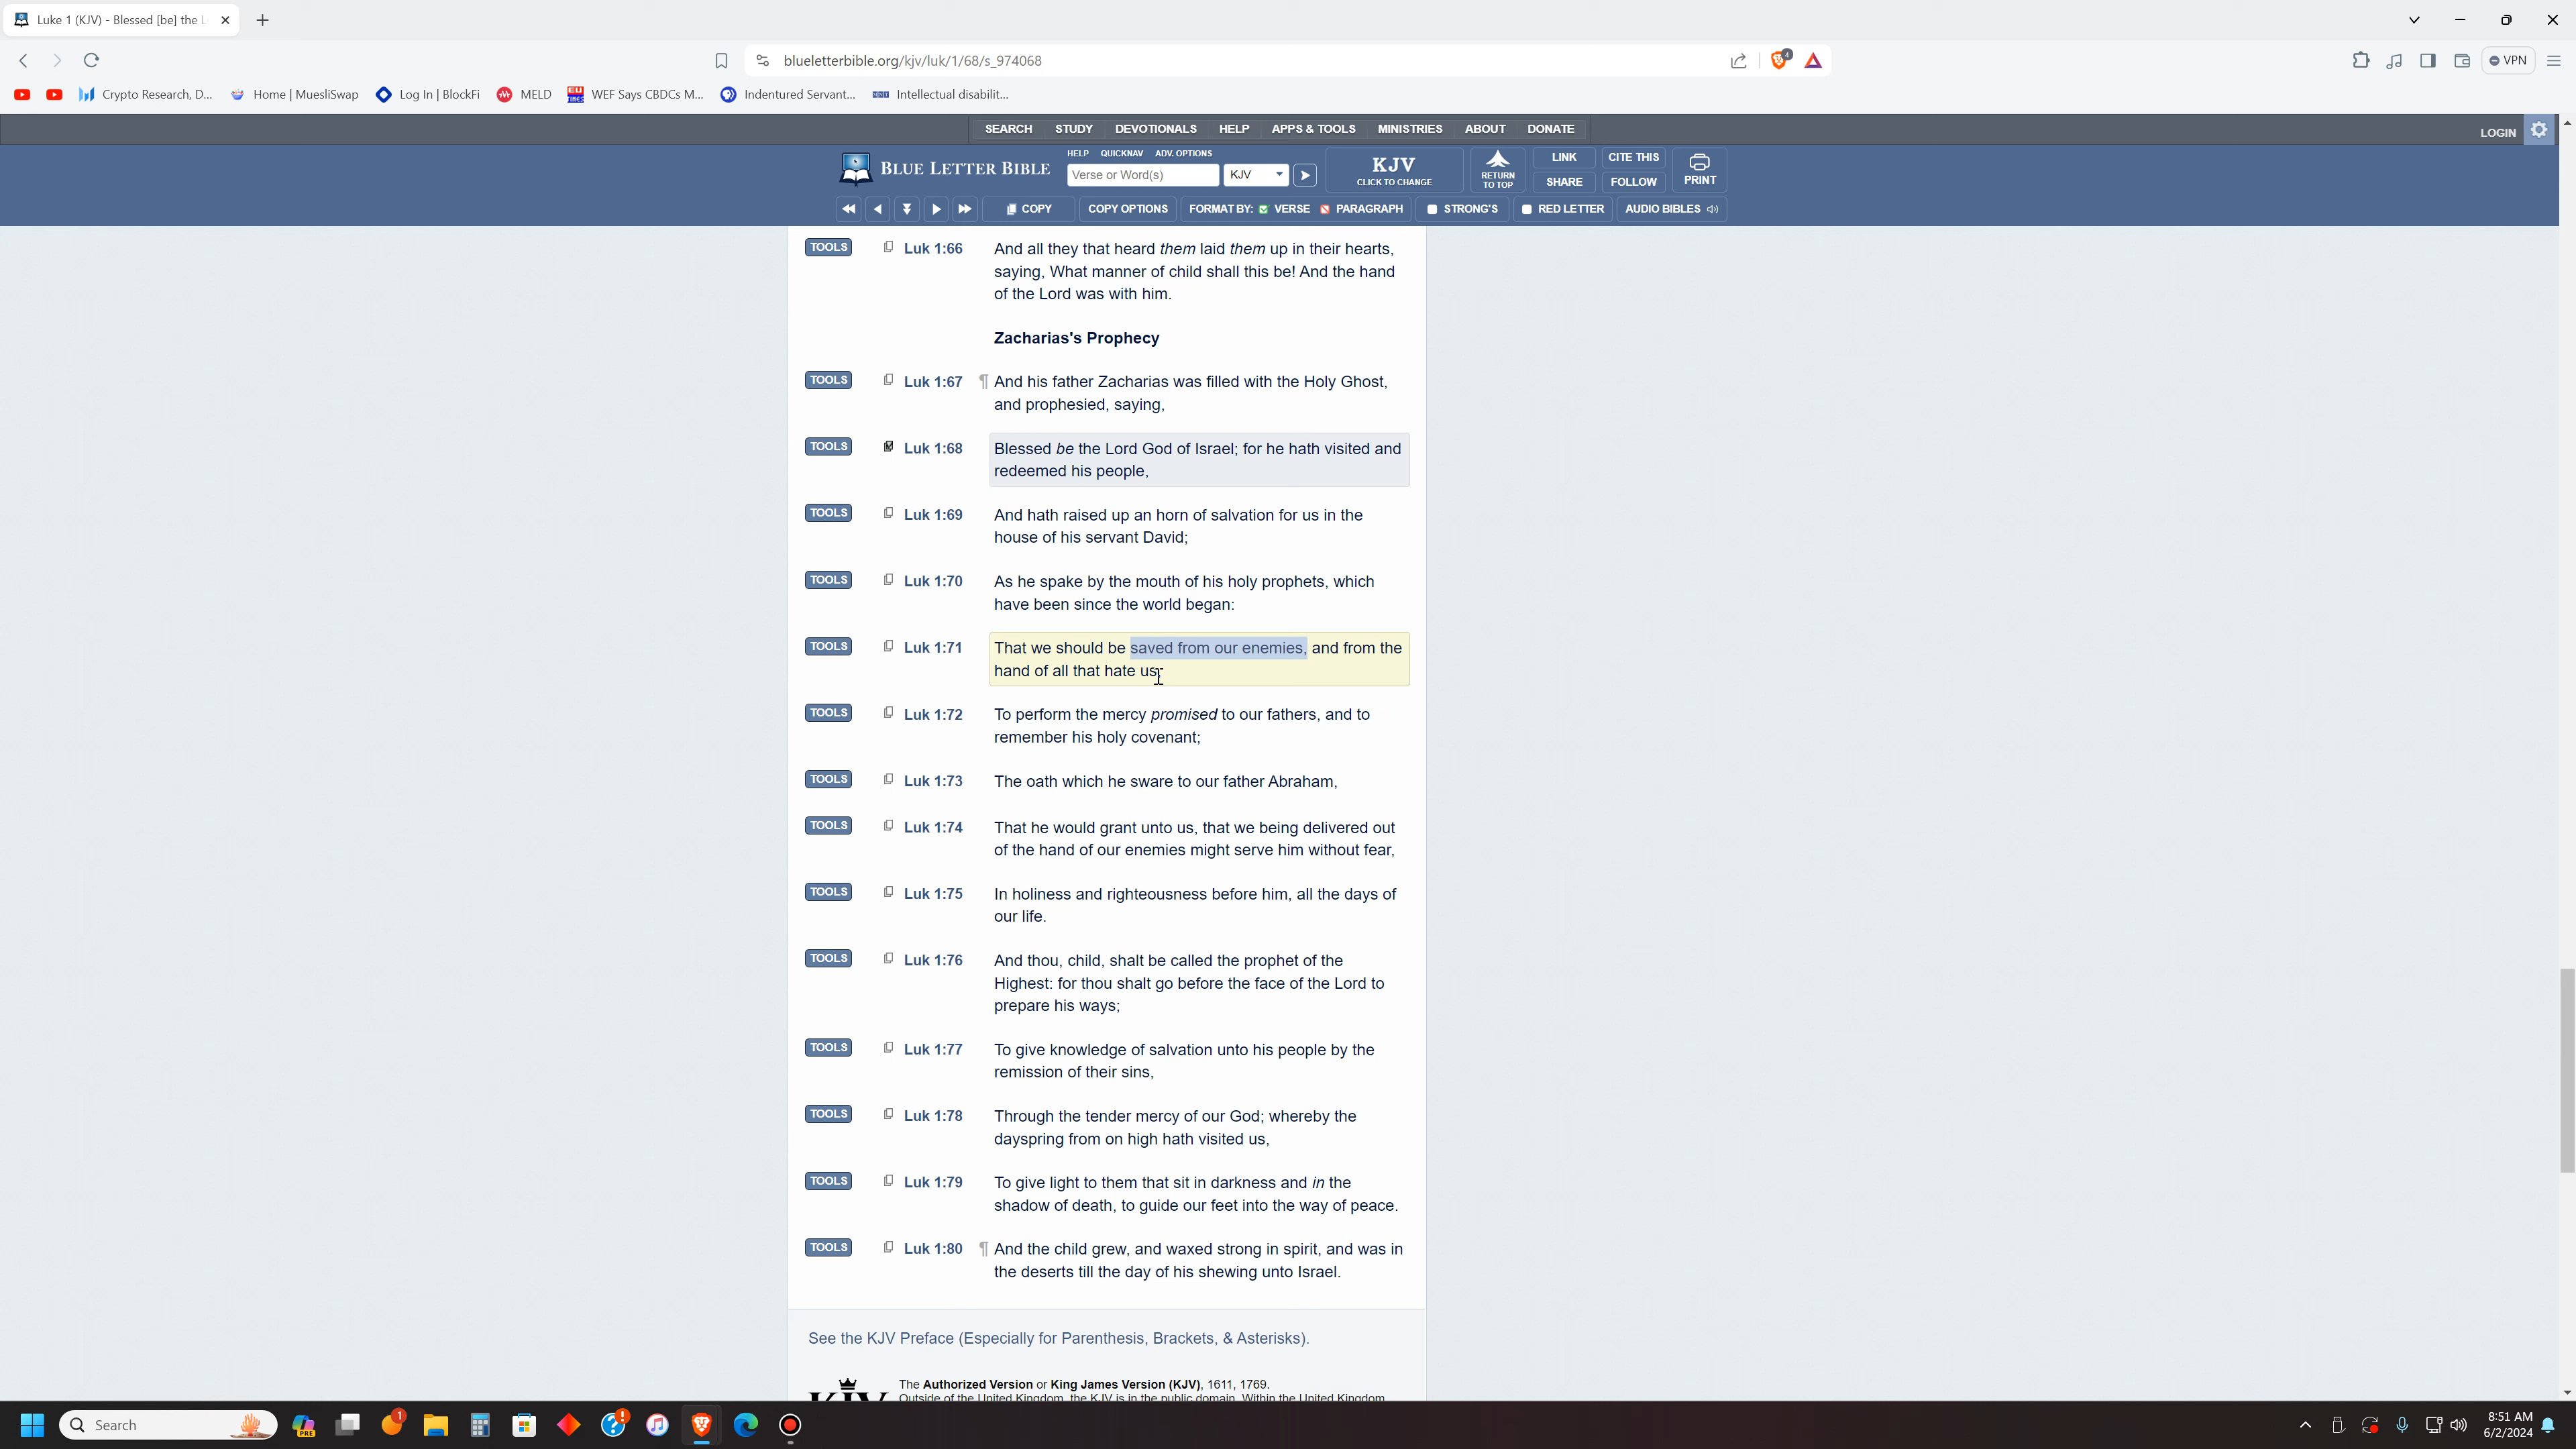 Luke 1 (KJV) - Blessed [be] the L
blueletterbible.org/kjv/luk/1/68/s_974068
4
VPN
Crypto Research, D...
Home | MuesliSwap
Log In | BlockFi
MELD
WEF Says CBDCs M...
Indentured Servant...
Intellectual disabilit...
SEARCH STUDY DEVOTIONALS HELP APPS & TOOLS MINISTRIES ABOUT DONATE
LOGIN
BLUE LETTER BIBLE
HELP QUICKNAV ADV. OPTIONS
Verse or Word(s)
KJV
KJV
CLICK TO CHANGE
RETURN
TO TOP
LINK
CITE THIS
SHARE
FOLLOW
PRINT
COPY
COPY OPTIONS
FORMAT BY: VERSE PARAGRAPH
STRONG'S
RED LETTER
AUDIO BIBLES
TOOLS Luk 1:66 And all they that heard them laid them up in their hearts,
saying, What manner of child shall this be! And the hand
of the Lord was with him.
Zacharias's Prophecy
TOOLS Luk 1:67 ¶ And his father Zacharias was filled with the Holy Ghost,
and prophesied, saying,
TOOLS Luk 1:68 Blessed be the Lord God of Israel; for he hath visited and
redeemed his people,
TOOLS Luk 1:69 And hath raised up an horn of salvation for us in the
house of his servant David;
TOOLS Luk 1:70 As he spake by the mouth of his holy prophets, which
have been since the world began:
TOOLS Luk 1:71 That we should be saved from our enemies, and from the
hand of all that hate us;
TOOLS Luk 1:72 To perform the mercy promised to our fathers, and to
remember his holy covenant;
TOOLS Luk 1:73 The oath which he sware to our father Abraham,
TOOLS Luk 1:74 That he would grant unto us, that we being delivered out
of the hand of our enemies might serve him without fear,
TOOLS Luk 1:75 In holiness and righteousness before him, all the days of
our life.
TOOLS Luk 1:76 And thou, child, shalt be called the prophet of the
Highest: for thou shalt go before the face of the Lord to
prepare his ways;
TOOLS Luk 1:77 To give knowledge of salvation unto his people by the
remission of their sins,
TOOLS Luk 1:78 Through the tender mercy of our God; whereby the
dayspring from on high hath visited us,
TOOLS Luk 1:79 To give light to them that sit in darkness and in the
shadow of death, to guide our feet into the way of peace.
TOOLS Luk 1:80 ¶ And the child grew, and waxed strong in spirit, and was in
the deserts till the day of his shewing unto Israel.
See the KJV Preface (Especially for Parenthesis, Brackets, & Asterisks).
KJV
The Authorized Version or King James Version (KJV), 1611, 1769.
Outside of the United Kingdom, the KJV is in the public domain. Within the United Kingdom,
Search
PRE
1
8:51 AM
6/2/2024